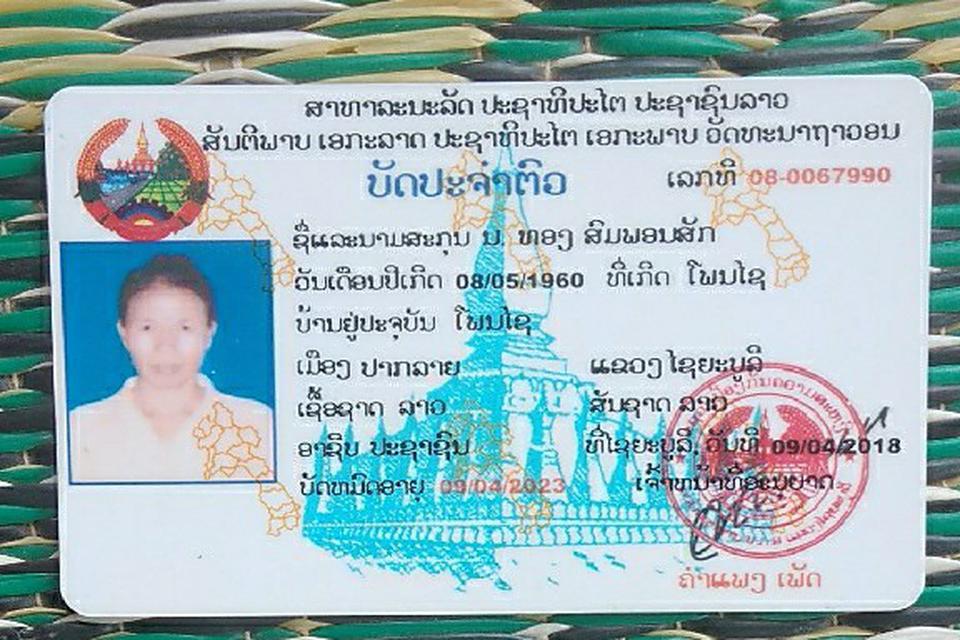 ສາທາລະນະລັດ ປະຊາທິປະໄຕ ປະຊາຊົນລາວ
ສັນຕິພາບ ເອກະລາດ ປະຊາທິປະໄຕ ເອກະພາບ ວັດທະນາຖາວອນ
ບັດປະຈຳຕົວ ເລກທີ 08-0067990
ຊື່ແລະນາມສະກຸນ ນ. ທອງ ສົມພອນສັກ
ວັນເດືອນປີເກີດ 08/05/1960 ທີ່ເກີດ ໂພນໄຊ
ບ້ານຢູ່ປະຈຸບັນ ໂພນໄຊ
ເມືອງ ປາກລາຍ ແຂວງ ໄຊຍະບູລີ
ເຊື້ອຊາດ ລາວ ສັນຊາດ ລາວ
ອາຊີບ ປະຊາຊົນ ທີ່ໄຊຍະບູລີ, ວັນທີ 09/04/2018
ບັດຫມົດອາຍຸ 09/04/2023 ເຈົ້າຫນ້າທີ່ອະນຸຍາດ
ຄຳແພງ ເພັດ